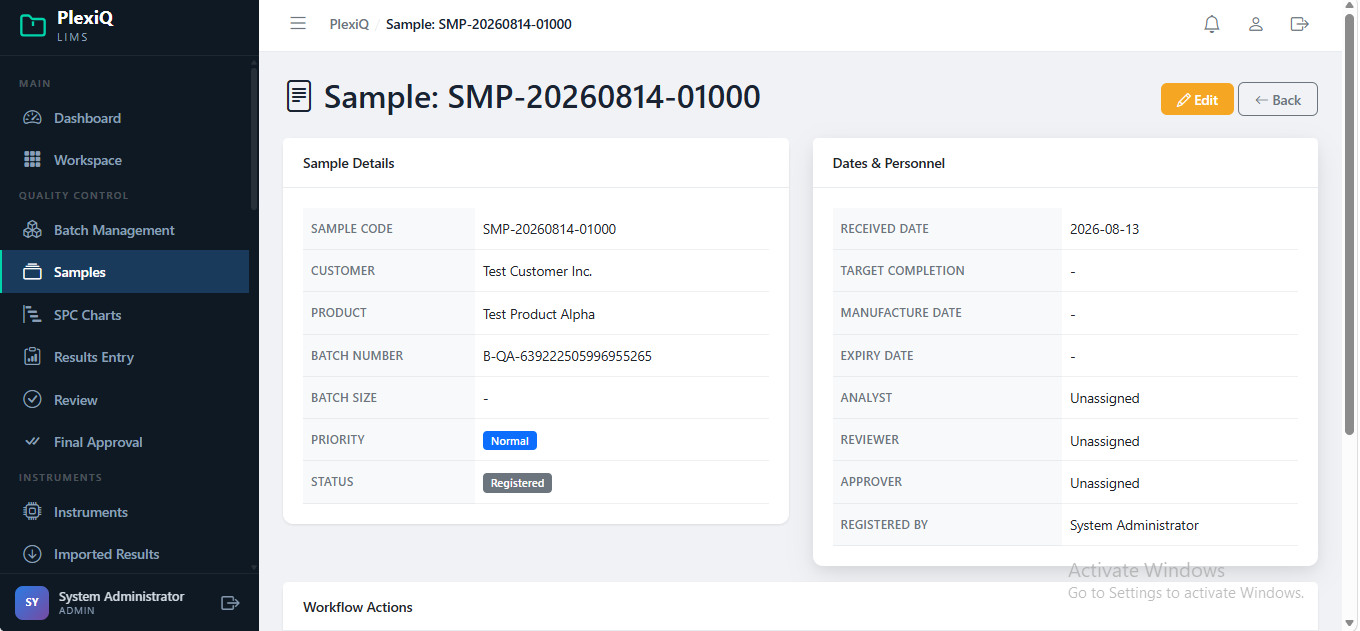 PlexiQ
LIMS
MAIN
Dashboard
Workspace
QUALITY CONTROL
Batch Management
Samples
SPC Charts
Results Entry
Review
Final Approval
INSTRUMENTS
Instruments
Imported Results
SY
System Administrator
ADMIN
PlexiQ / Sample: SMP-20260814-01000
Sample: SMP-20260814-01000
Edit
← Back
Sample Details
SAMPLE CODE SMP-20260814-01000
CUSTOMER Test Customer Inc.
PRODUCT Test Product Alpha
BATCH NUMBER B-QA-639222505996955265
BATCH SIZE -
PRIORITY Normal
STATUS Registered
Dates & Personnel
RECEIVED DATE 2026-08-13
TARGET COMPLETION -
MANUFACTURE DATE -
EXPIRY DATE -
ANALYST Unassigned
REVIEWER Unassigned
APPROVER Unassigned
REGISTERED BY System Administrator
Workflow Actions
Activate Windows
Go to Settings to activate Windows.